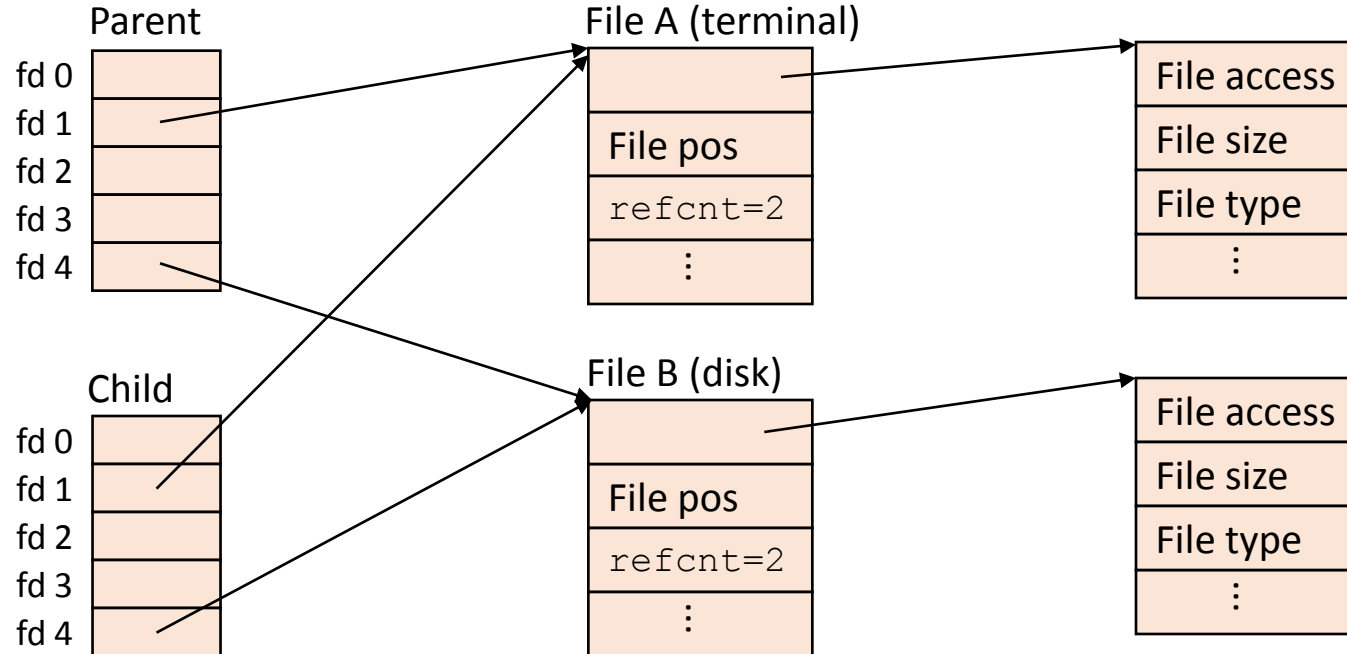 Parent
fd 0
fd 1
fd 2
fd 3
fd 4
File A (terminal)
File pos
refcnt=2
⋮
File access
File size
File type
⋮
Child
fd 0
fd 1
fd 2
fd 3
fd 4
File B (disk)
File pos
refcnt=2
⋮
File access
File size
File type
⋮